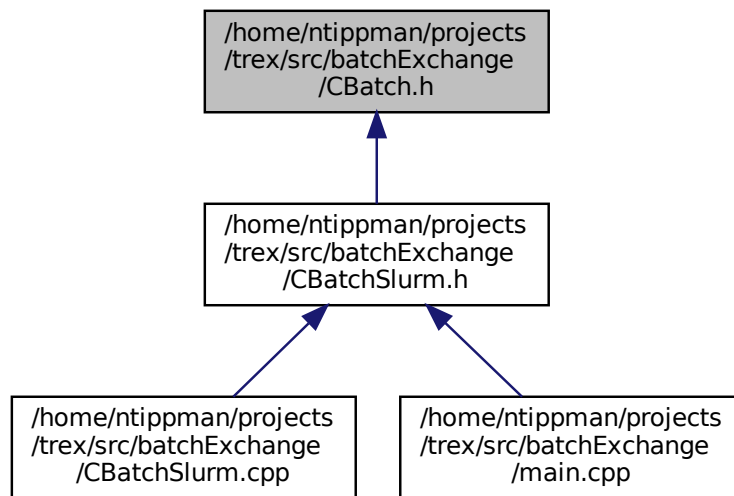 /home/ntippman/projects
/trex/src/batchExchange
/CBatch.h
/home/ntippman/projects
/trex/src/batchExchange
/CBatchSlurm.h
/home/ntippman/projects
/trex/src/batchExchange
/CBatchSlurm.cpp
/home/ntippman/projects
/trex/src/batchExchange
/main.cpp